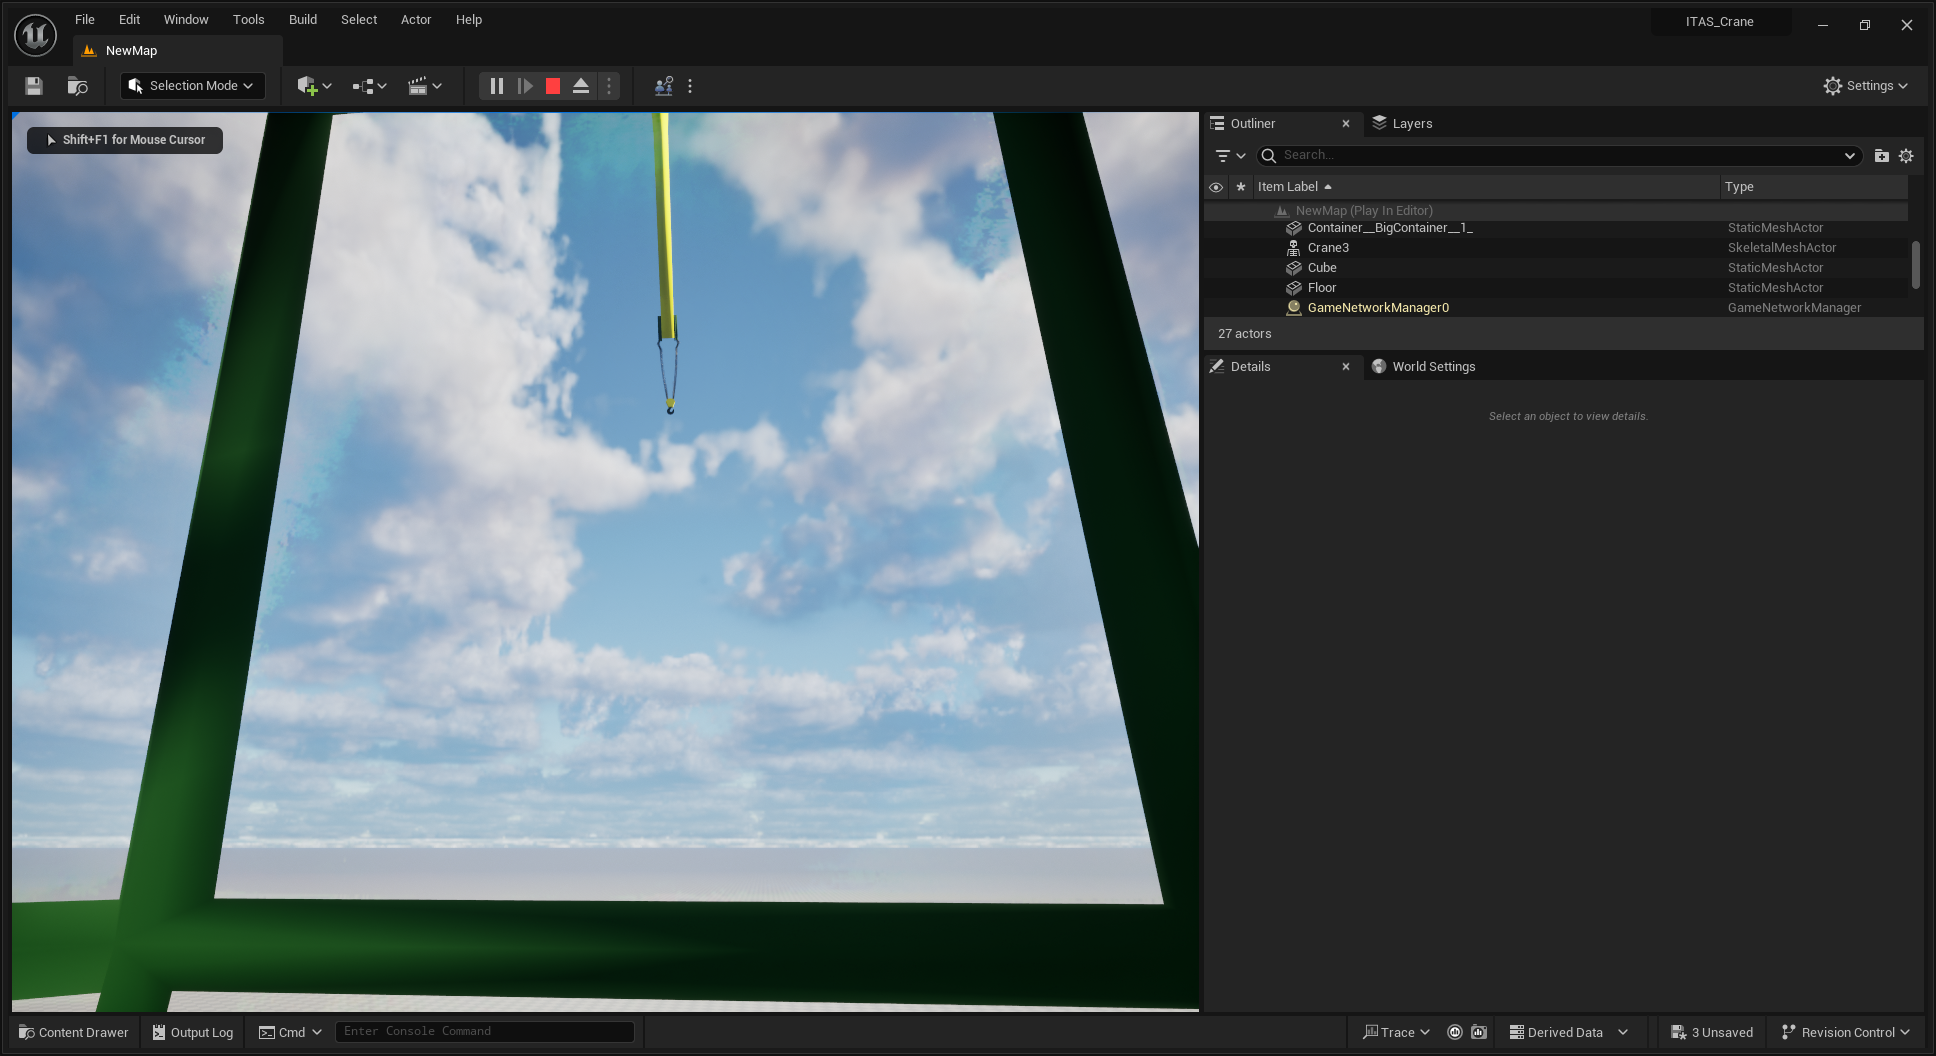 File Edit Window Tools Build Select Actor Help
ITAS_Crane
NewMap
Selection Mode
Settings
Shift+F1 for Mouse Cursor
Outliner
Layers
Search...
Item Label
Type
NewMap (Play In Editor)
Container__BigContainer__1_ StaticMeshActor
Crane3 SkeletalMeshActor
Cube StaticMeshActor
Floor StaticMeshActor
GameNetworkManager0 GameNetworkManager
27 actors
Details
World Settings
Select an object to view details.
Content Drawer
Output Log
Cmd
Enter Console Command
Trace
Derived Data
3 Unsaved
Revision Control